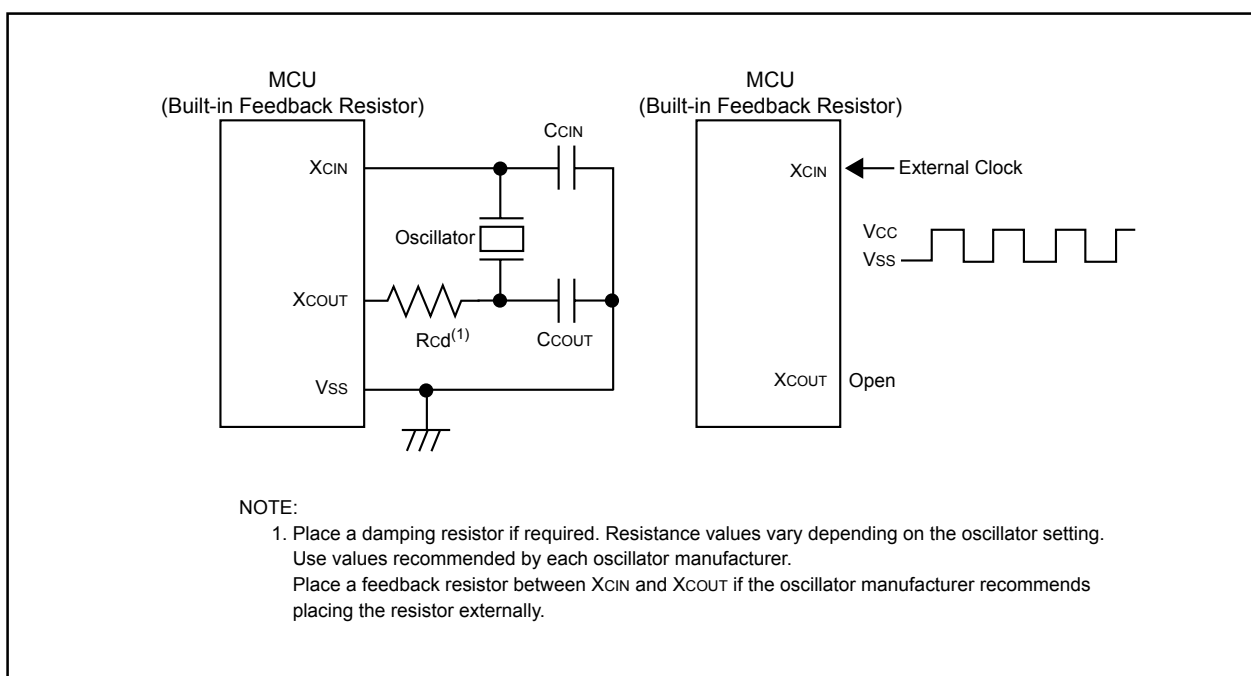 MCU
(Built-in Feedback Resistor)
XCIN
CCIN
Oscillator
XCOUT
Rcd(1)
CCOUT
VSS
MCU
(Built-in Feedback Resistor)
XCIN
External Clock
VCC
VSS
XCOUT
Open
NOTE:
1. Place a damping resistor if required. Resistance values vary depending on the oscillator setting.
Use values recommended by each oscillator manufacturer.
Place a feedback resistor between XCIN and XCOUT if the oscillator manufacturer recommends
placing the resistor externally.